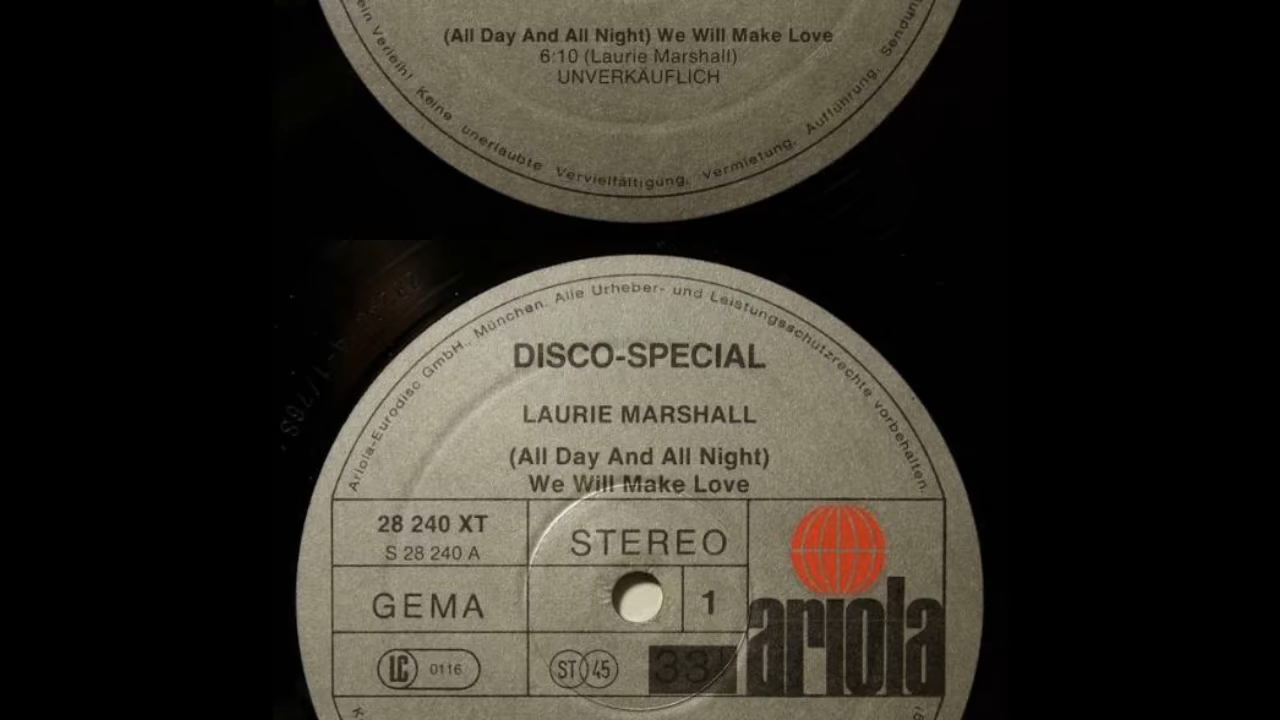 (All Day And All Night) We Will Make Love
6:10 (Laurie Marshall)
UNVERKÄUFLICH
ein Verleih! Keine unerlaubte Vervielfältigung, Vermietung, Aufführung, Sendung
Ariola-Eurodisc GmbH., München. Alle Urheber- und Leistungsschutzrechte vorbehalten.
DISCO-SPECIAL
LAURIE MARSHALL
(All Day And All Night)
We Will Make Love
28 240 XT
S 28 240 A
STEREO
GEMA
1
LC 0116
ST 45
33
ariola